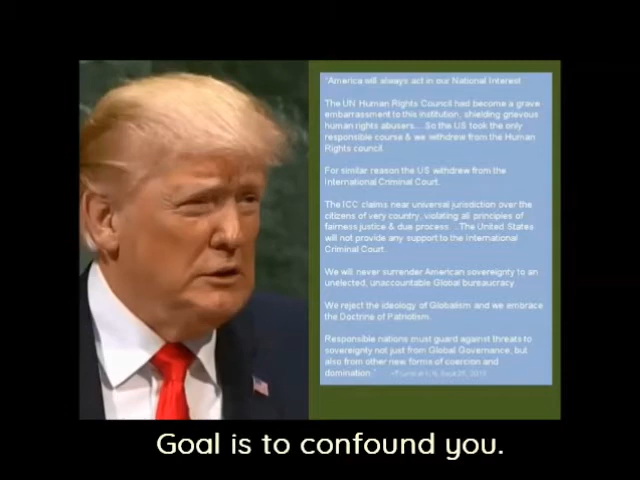 "America will always act in our National Interest
The UN Human Rights Council had become a grave
embarrassment to this institution, shielding grievous
human rights abusers... So the US took the only
responsible course & we withdrew from the Human
Rights council.
For similar reason the US withdrew from the
International Criminal Court.
The ICC claims near universal jurisdiction over the
citizens of very country, violating all principles of
fairness justice & due process ...The United States
will not provide any support to the International
Criminal Court.
We will never surrender American sovereignty to an
unelected, unaccountable Global bureaucracy.
We reject the ideology of Globalism and we embrace
the Doctrine of Patriotism.
Responsible nations must guard against threats to
sovereignty not just from Global Governance, but
also from other new forms of coercion and
domination."
Goal is to confound you.